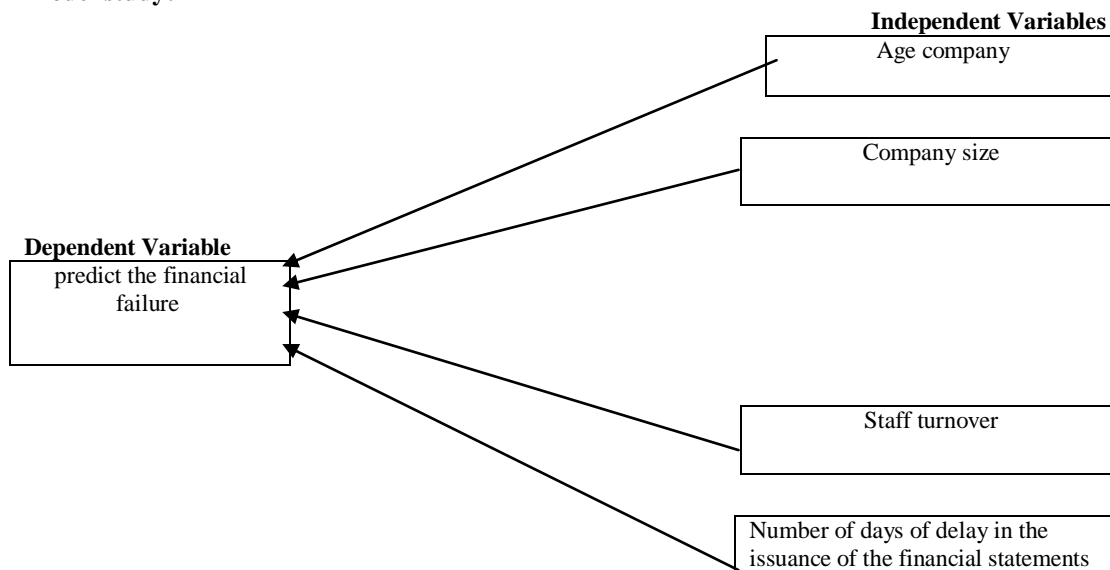 Independent Variables
Age company
Company size
Dependent Variable
predict the financial
failure
Staff turnover
Number of days of delay in the
issuance of the financial statements